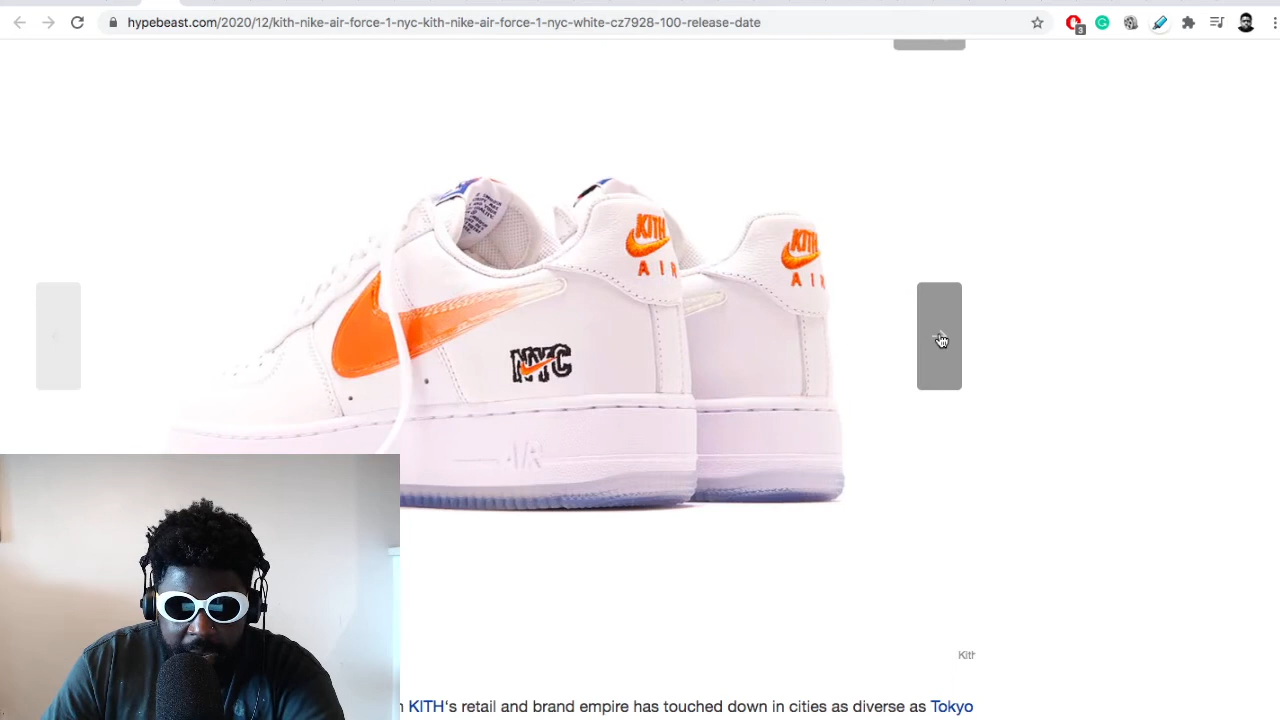 hypebeast.com/2020/12/kith-nike-air-force-1-nyc-kith-nike-air-force-1-nyc-white-cz7928-100-release-date
3
KITH
AIR
KITH
AIR
NYC
AIR
Kith
KITH's retail and brand empire has touched down in cities as diverse as Tokyo